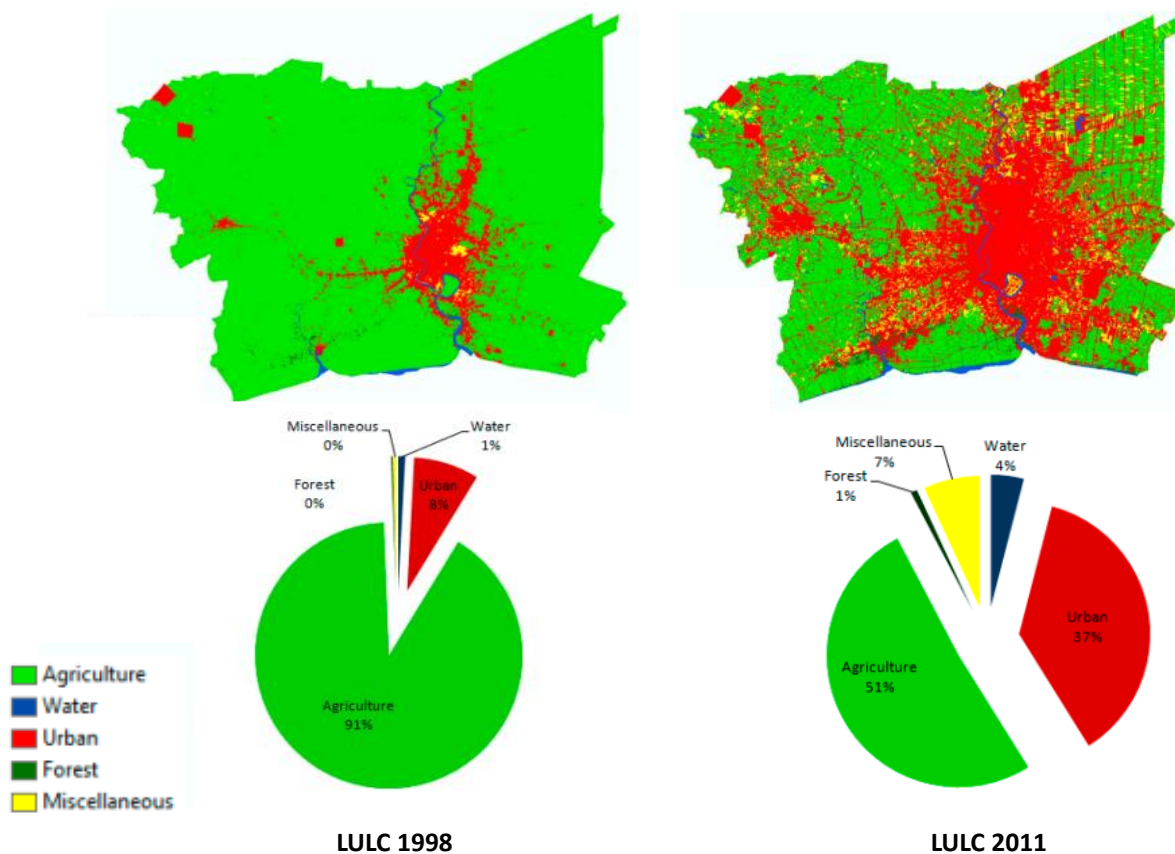 Miscellaneous
0%
Water
1%
Forest
0%
Urban
8%
Agriculture
91%
Miscellaneous
7%
Water
4%
Forest
1%
Urban
37%
Agriculture
51%
Agriculture
Water
Urban
Forest
Miscellaneous
LULC 1998
LULC 2011